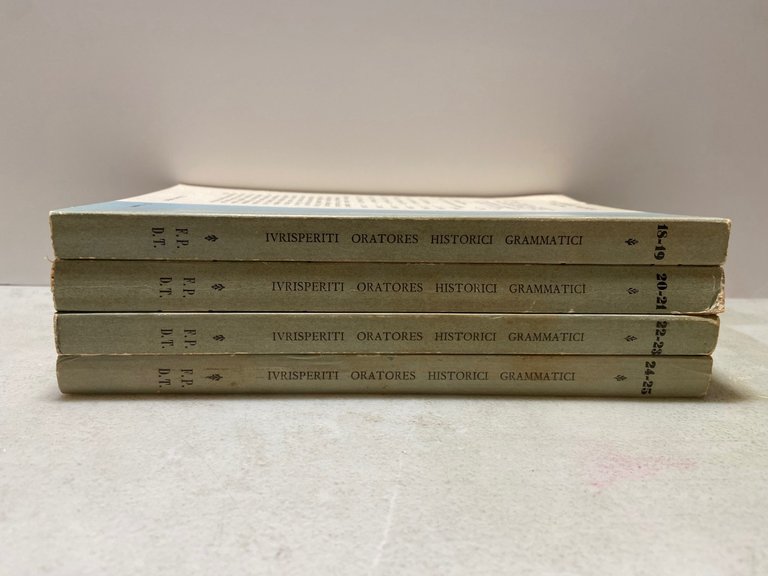 F.P.
D.T.
IVRISPERITI ORATORES HISTORICI GRAMMATICI
18-19
F.P.
D.T.
IVRISPERITI ORATORES HISTORICI GRAMMATICI
20-21
F.P.
D.T.
IVRISPERITI ORATORES HISTORICI GRAMMATICI
22-23
F.P.
D.T.
IVRISPERITI ORATORES HISTORICI GRAMMATICI
24-25